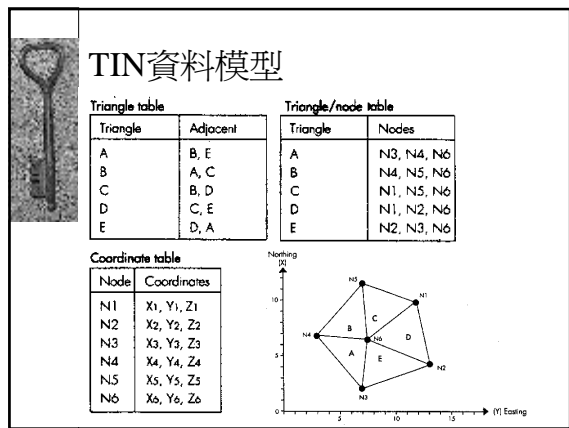 TIN資料模型
Triangle table
Triangle Adjacent
A B, E
B A, C
C B, D
D C, E
E D, A
Triangle/node table
Triangle Nodes
A N3, N4, N6
B N4, N5, N6
C N1, N5, N6
D N1, N2, N6
E N2, N3, N6
Coordinate table
Node Coordinates
N1 X1, Y1, Z1
N2 X2, Y2, Z2
N3 X3, Y3, Z3
N4 X4, Y4, Z4
N5 X5, Y5, Z5
N6 X6, Y6, Z6
Northing
(X)
N5
10
N1
C
B
D
N4
N6
A
E
5
N2
N3
0
5
10
15
(Y) Easting